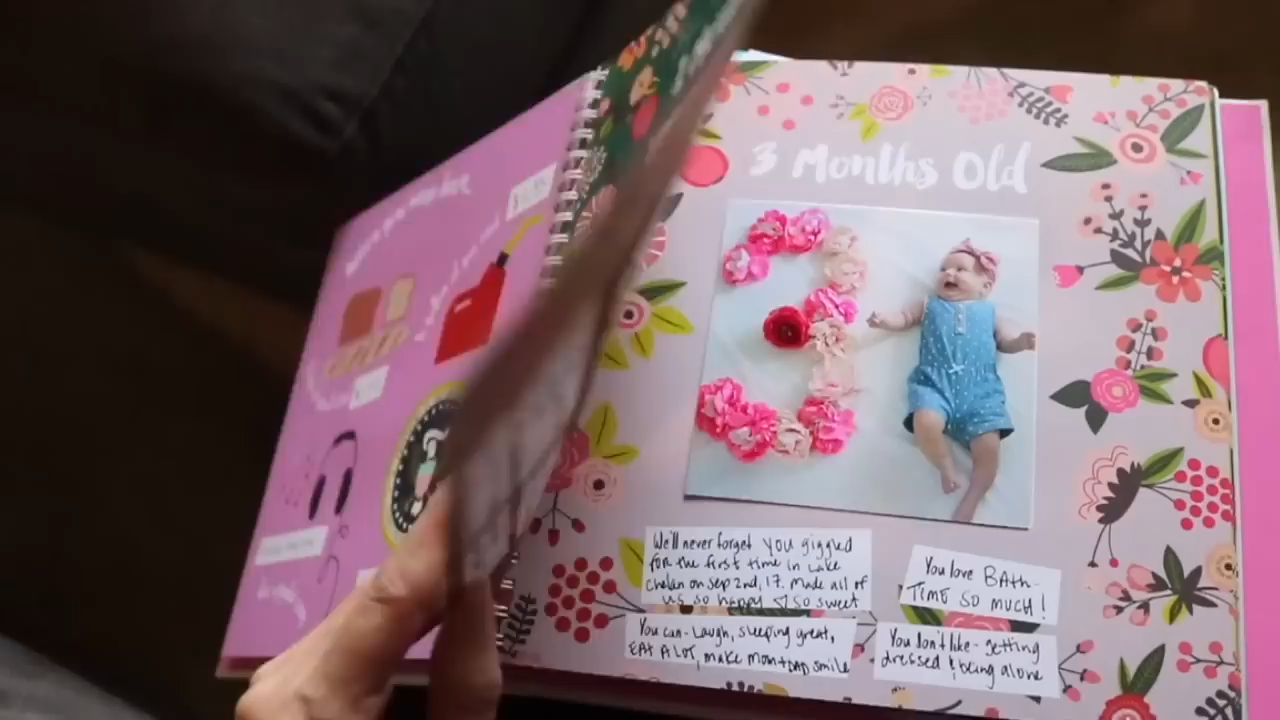 3 Months Old
We'll never forget you giggled
for the first time in Lake
Chelan on Sep 2nd, 17. Made all of
us so happy ♡ So sweet
You love BAth-
TIME SO MUCH!
You can - Laugh, sleeping great,
EAT A LOT, make mom + DAD smile
You don't like - getting
dressed & being alone